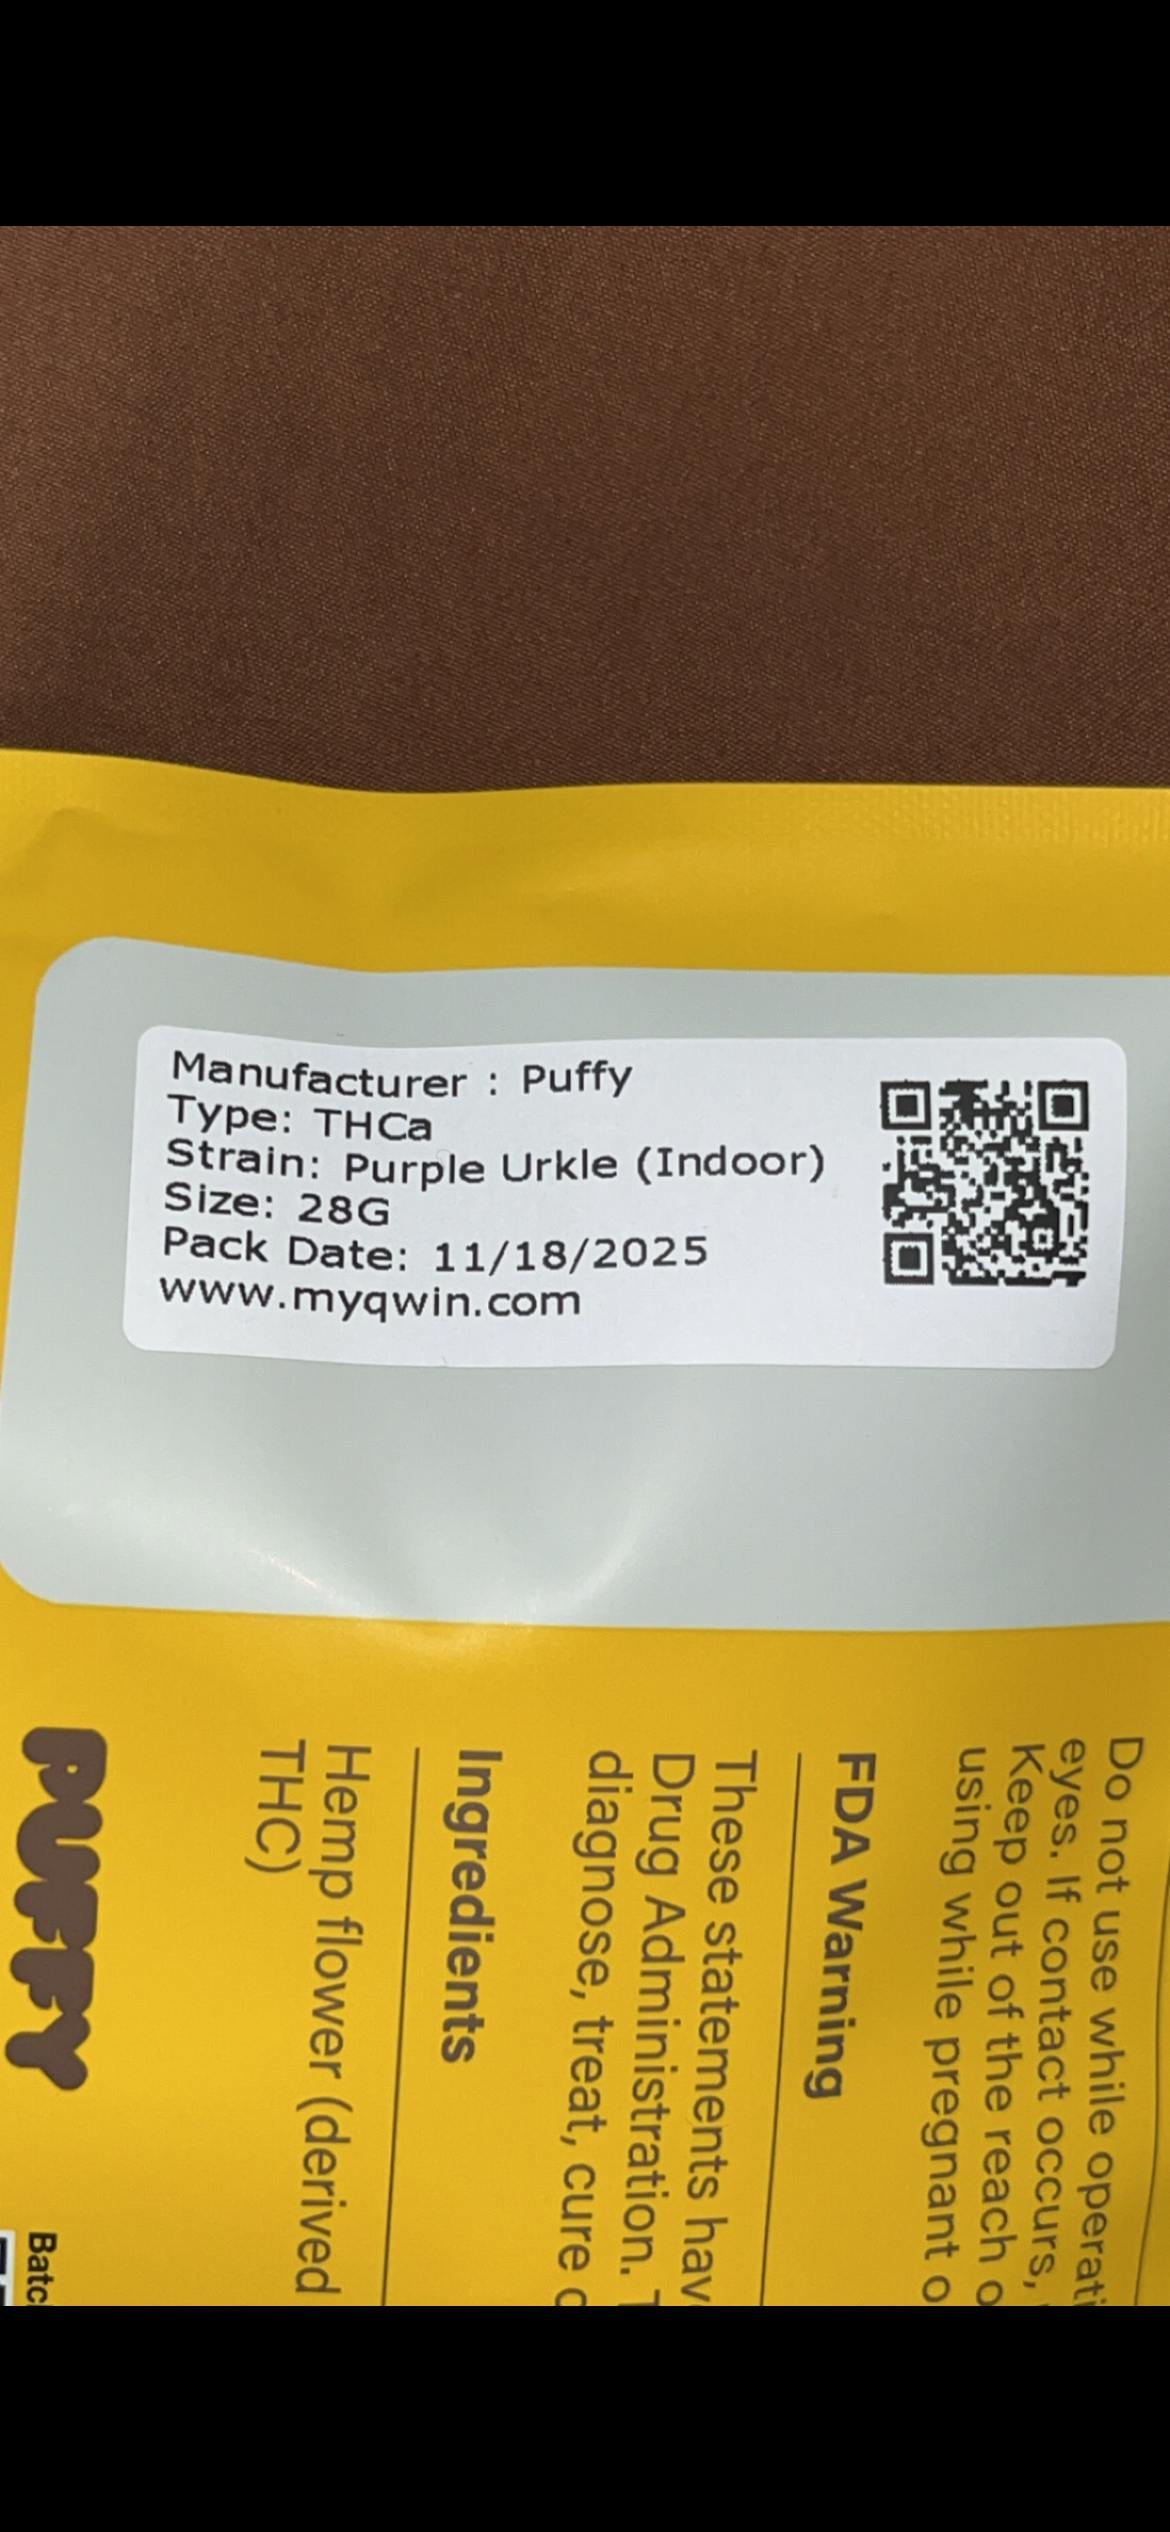 Manufacturer : Puffy
Type: THCa
Strain: Purple Urkle (Indoor)
Size: 28G
Pack Date: 11/18/2025
www.myqwin.com
Do not use while operati
eyes. If contact occurs,
Keep out of the reach o
using while pregnant o
FDA Warning
These statements hav
Drug Administration. T
diagnose, treat, cure o
Ingredients
Hemp flower (derived
THC)
PUFFY
Batc